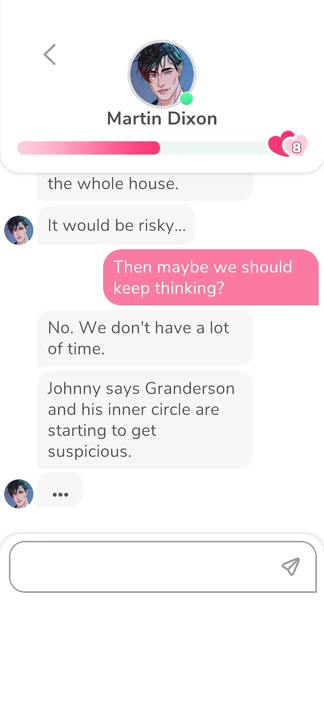 Martin Dixon
8
the whole house.
It would be risky...
Then maybe we should
keep thinking?
No. We don't have a lot
of time.
Johnny says Granderson
and his inner circle are
starting to get
suspicious.
...